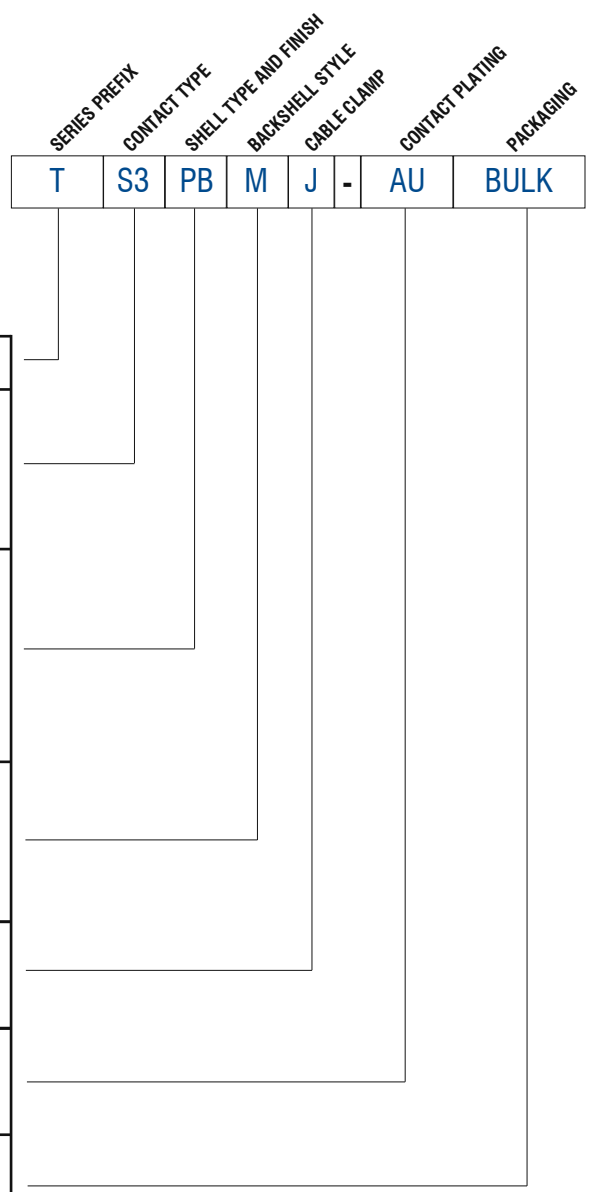 SERIES PREFIX
CONTACT TYPE
SHELL TYPE AND FINISH
BACKSHELL STYLE
CABLE CLAMP
CONTACT PLATING
PACKAGING
T S3 PB M J - AU BULK